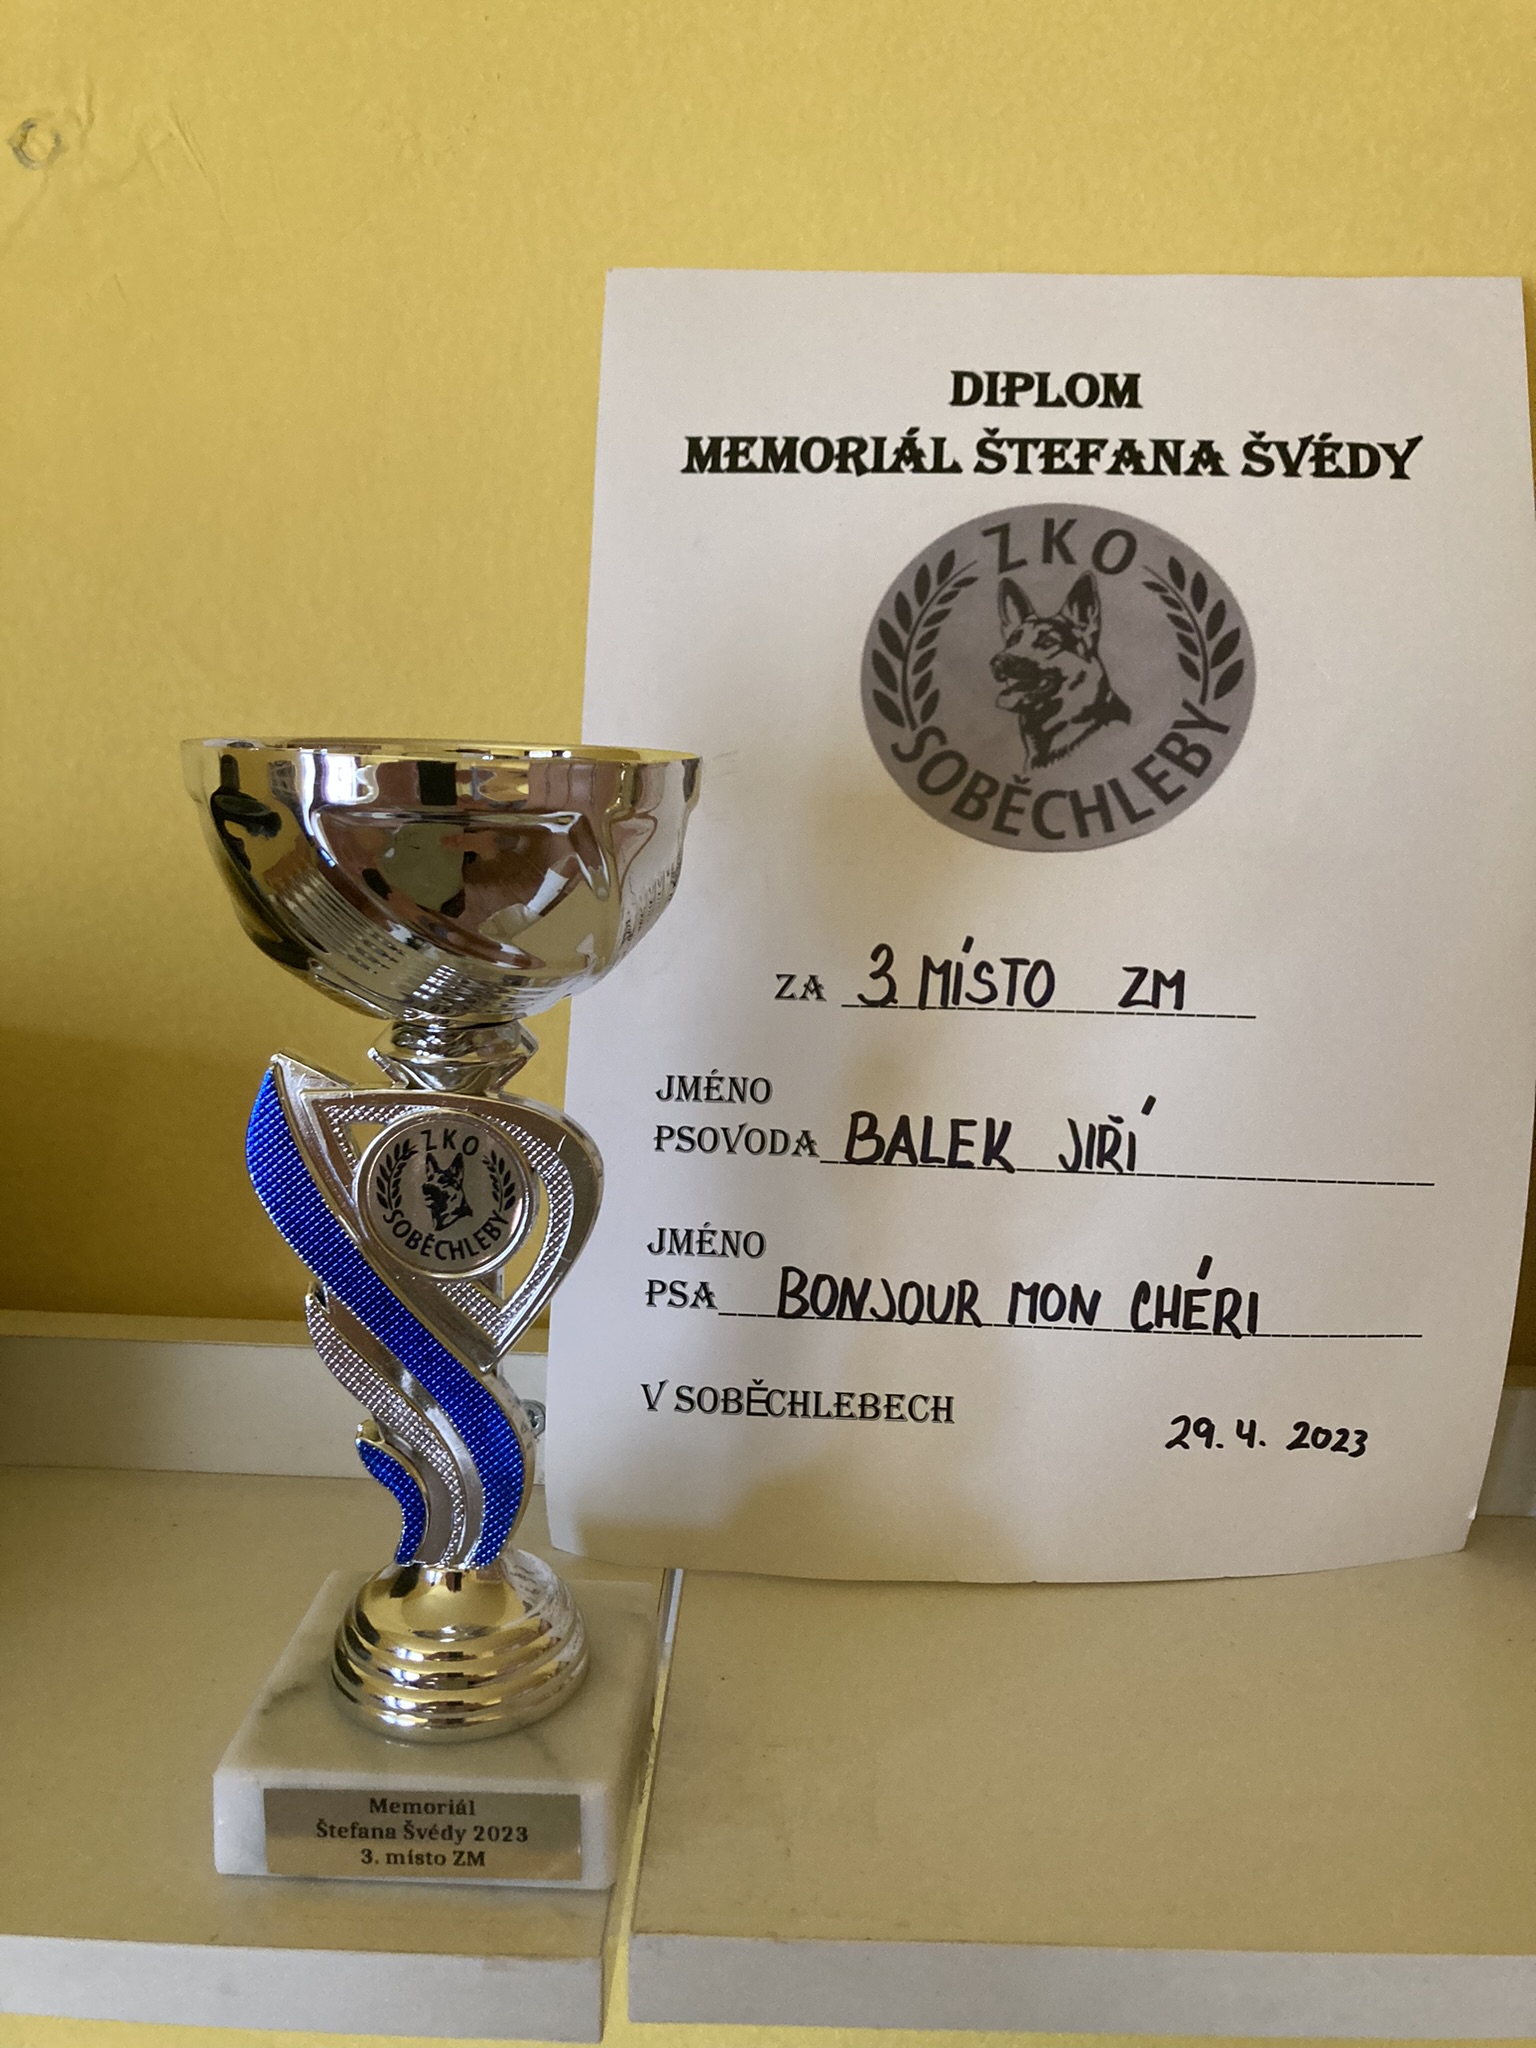 DIPLOM
MEMORIÁL ŠTEFANA ŠVÉDY
ZKO
SOBĚCHLEBY
ZA 3. MÍSTO ZM
JMÉNO
PSOVODA BALEK JIŘÍ
JMÉNO
PSA BONJOUR MON CHÉRI
V SOBĚCHLEBECH
29. 4. 2023
ZKO
SOBĚCHLEBY
Memoriál
Štefana Švédy 2023
3. místo ZM